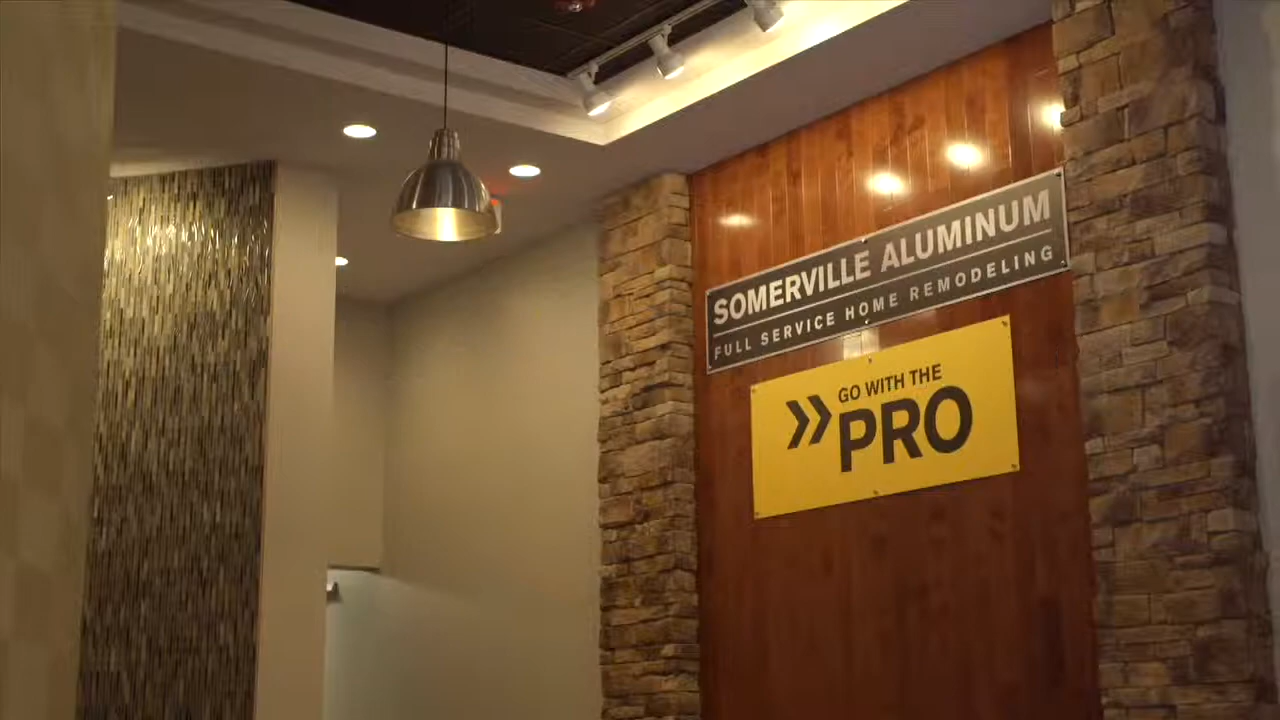 SOMERVILLE ALUMINUM
FULL SERVICE HOME REMODELING
GO WITH THE
PRO